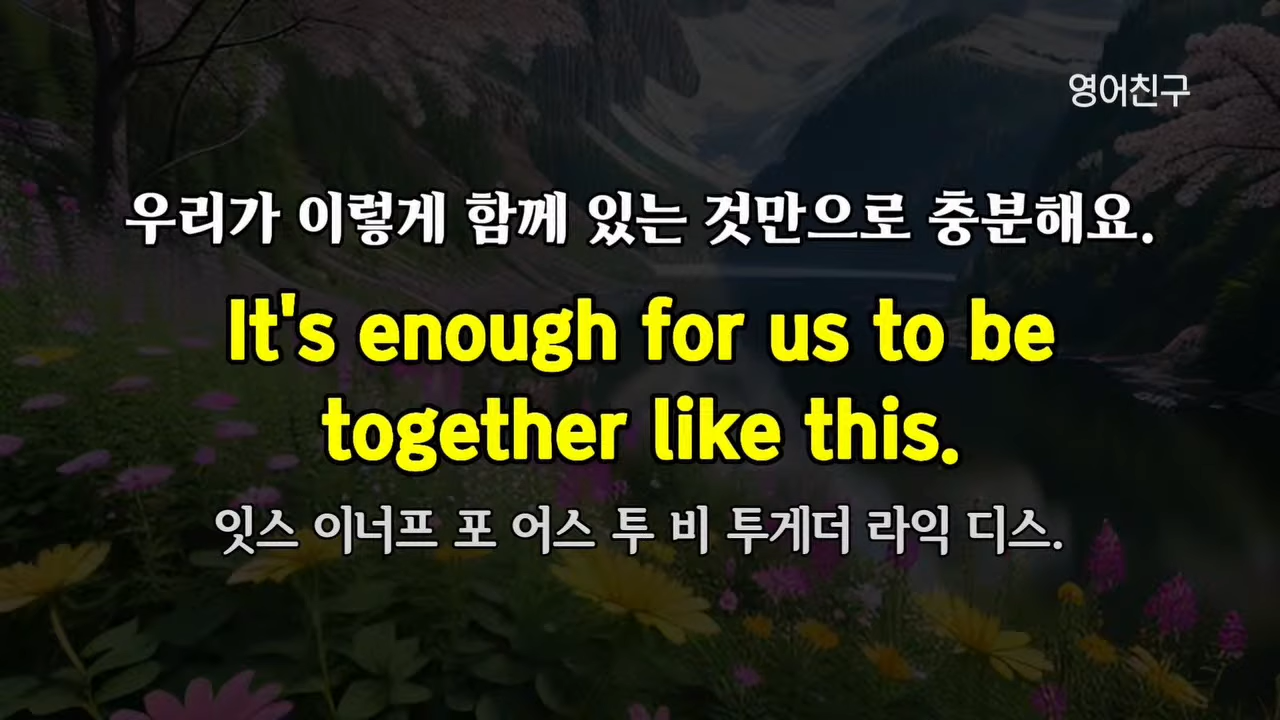 영어친구
우리가 이렇게 함께 있는 것만으로 충분해요.
It's enough for us to be
together like this.
잇스 이너프 포 어스 투 비 투게더 라익 디스.